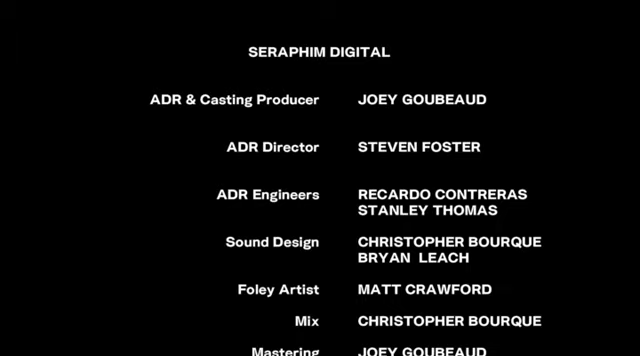 SERAPHIM DIGITAL
ADR & Casting Producer JOEY GOUBEAUD
ADR Director STEVEN FOSTER
ADR Engineers RECARDO CONTRERAS
STANLEY THOMAS
Sound Design CHRISTOPHER BOURQUE
BRYAN LEACH
Foley Artist MATT CRAWFORD
Mix CHRISTOPHER BOURQUE
Mastering JOEY GOUBEAUD